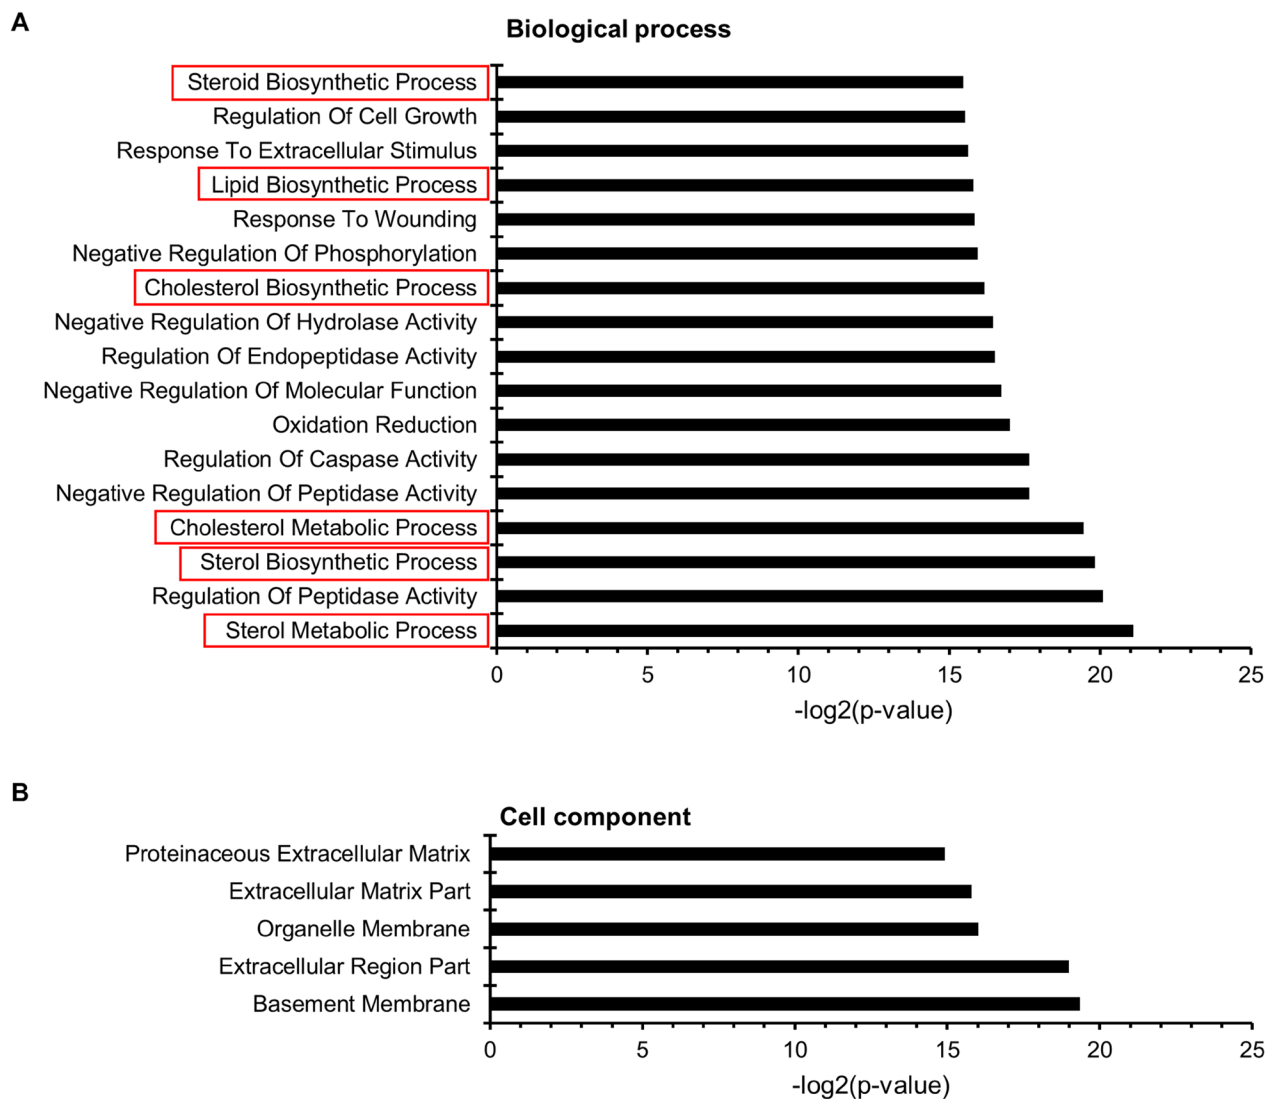 A
Biological process
Steroid Biosynthetic Process
Regulation Of Cell Growth
Response To Extracellular Stimulus
Lipid Biosynthetic Process
Response To Wounding
Negative Regulation Of Phosphorylation
Cholesterol Biosynthetic Process
Negative Regulation Of Hydrolase Activity
Regulation Of Endopeptidase Activity
Negative Regulation Of Molecular Function
Oxidation Reduction
Regulation Of Caspase Activity
Negative Regulation Of Peptidase Activity
Cholesterol Metabolic Process
Sterol Biosynthetic Process
Regulation Of Peptidase Activity
Sterol Metabolic Process
0 5 10 15 20 25
-log2(p-value)
B
Cell component
Proteinaceous Extracellular Matrix
Extracellular Matrix Part
Organelle Membrane
Extracellular Region Part
Basement Membrane
0 5 10 15 20 25
-log2(p-value)